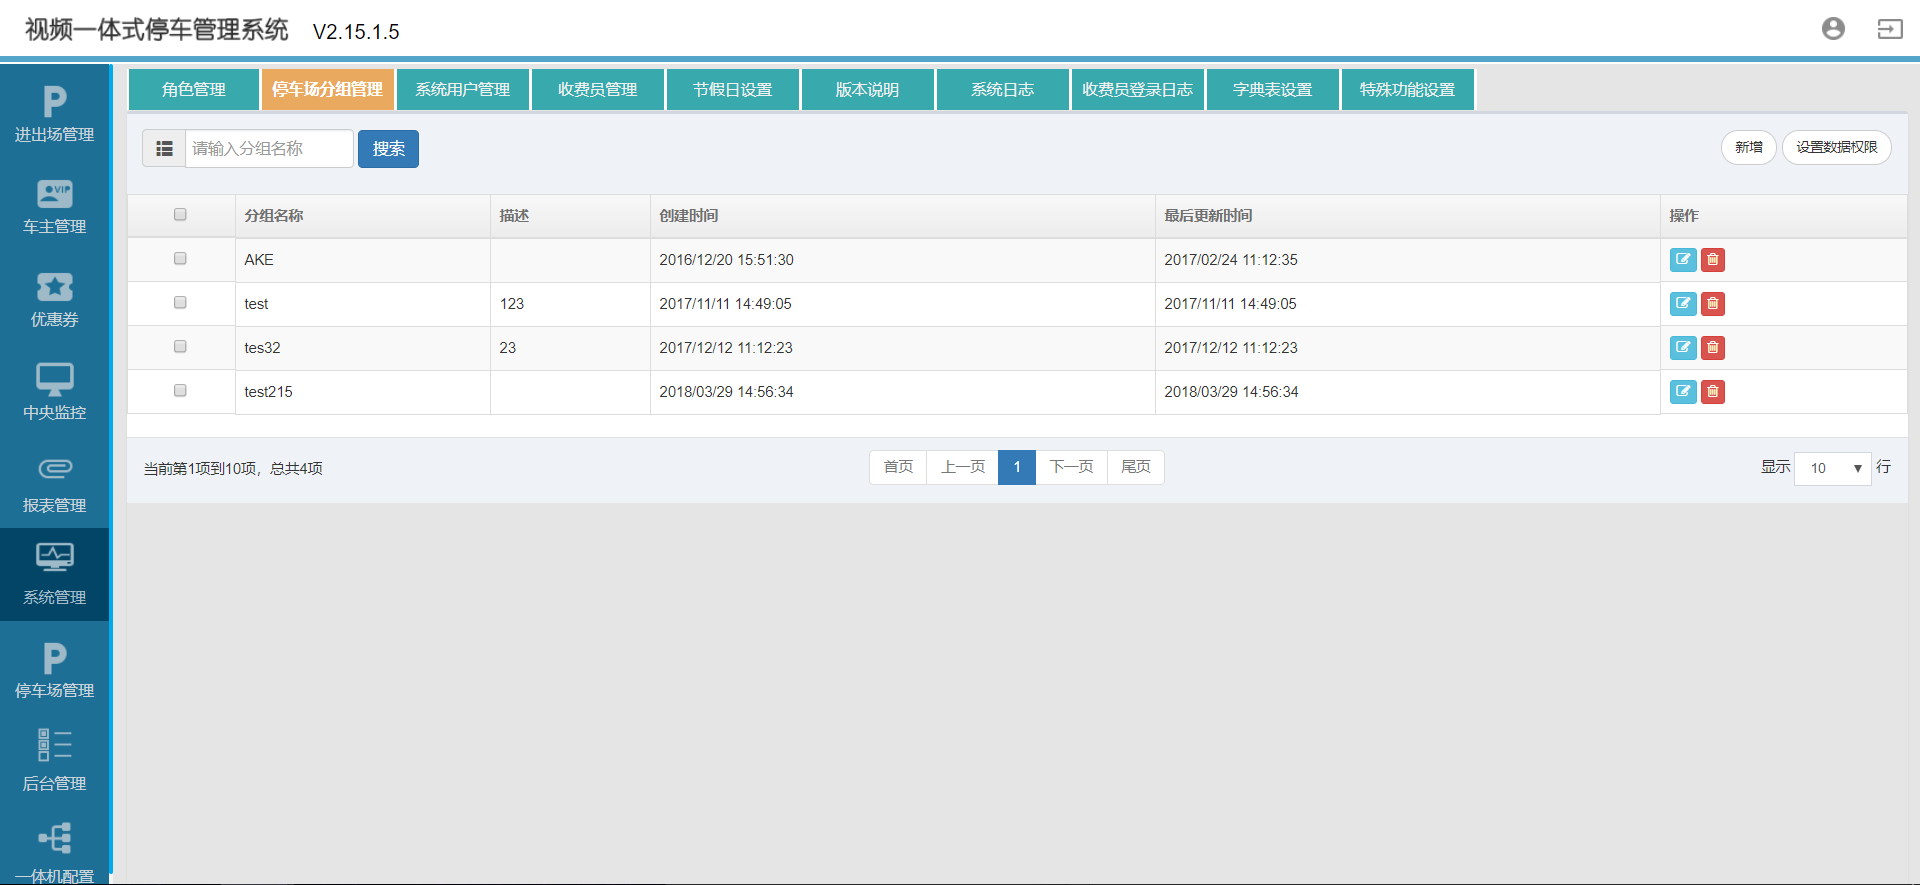 视频一体式停车管理系统 V2.15.1.5
角色管理 停车场分组管理 系统用户管理 收费员管理 节假日设置 版本说明 系统日志 收费员登录日志 字典表设置 特殊功能设置
进出场管理
VIP
车主管理
优惠券
中央监控
报表管理
系统管理
停车场管理
后台管理
一体机配置
请输入分组名称 搜索 新增 设置数据权限
分组名称 描述 创建时间 最后更新时间 操作
AKE 2016/12/20 15:51:30 2017/02/24 11:12:35
test 123 2017/11/11 14:49:05 2017/11/11 14:49:05
tes32 23 2017/12/12 11:12:23 2017/12/12 11:12:23
test215 2018/03/29 14:56:34 2018/03/29 14:56:34
当前第1项到10项，总共4项 首页 上一页 1 下一页 尾页 显示 10 行